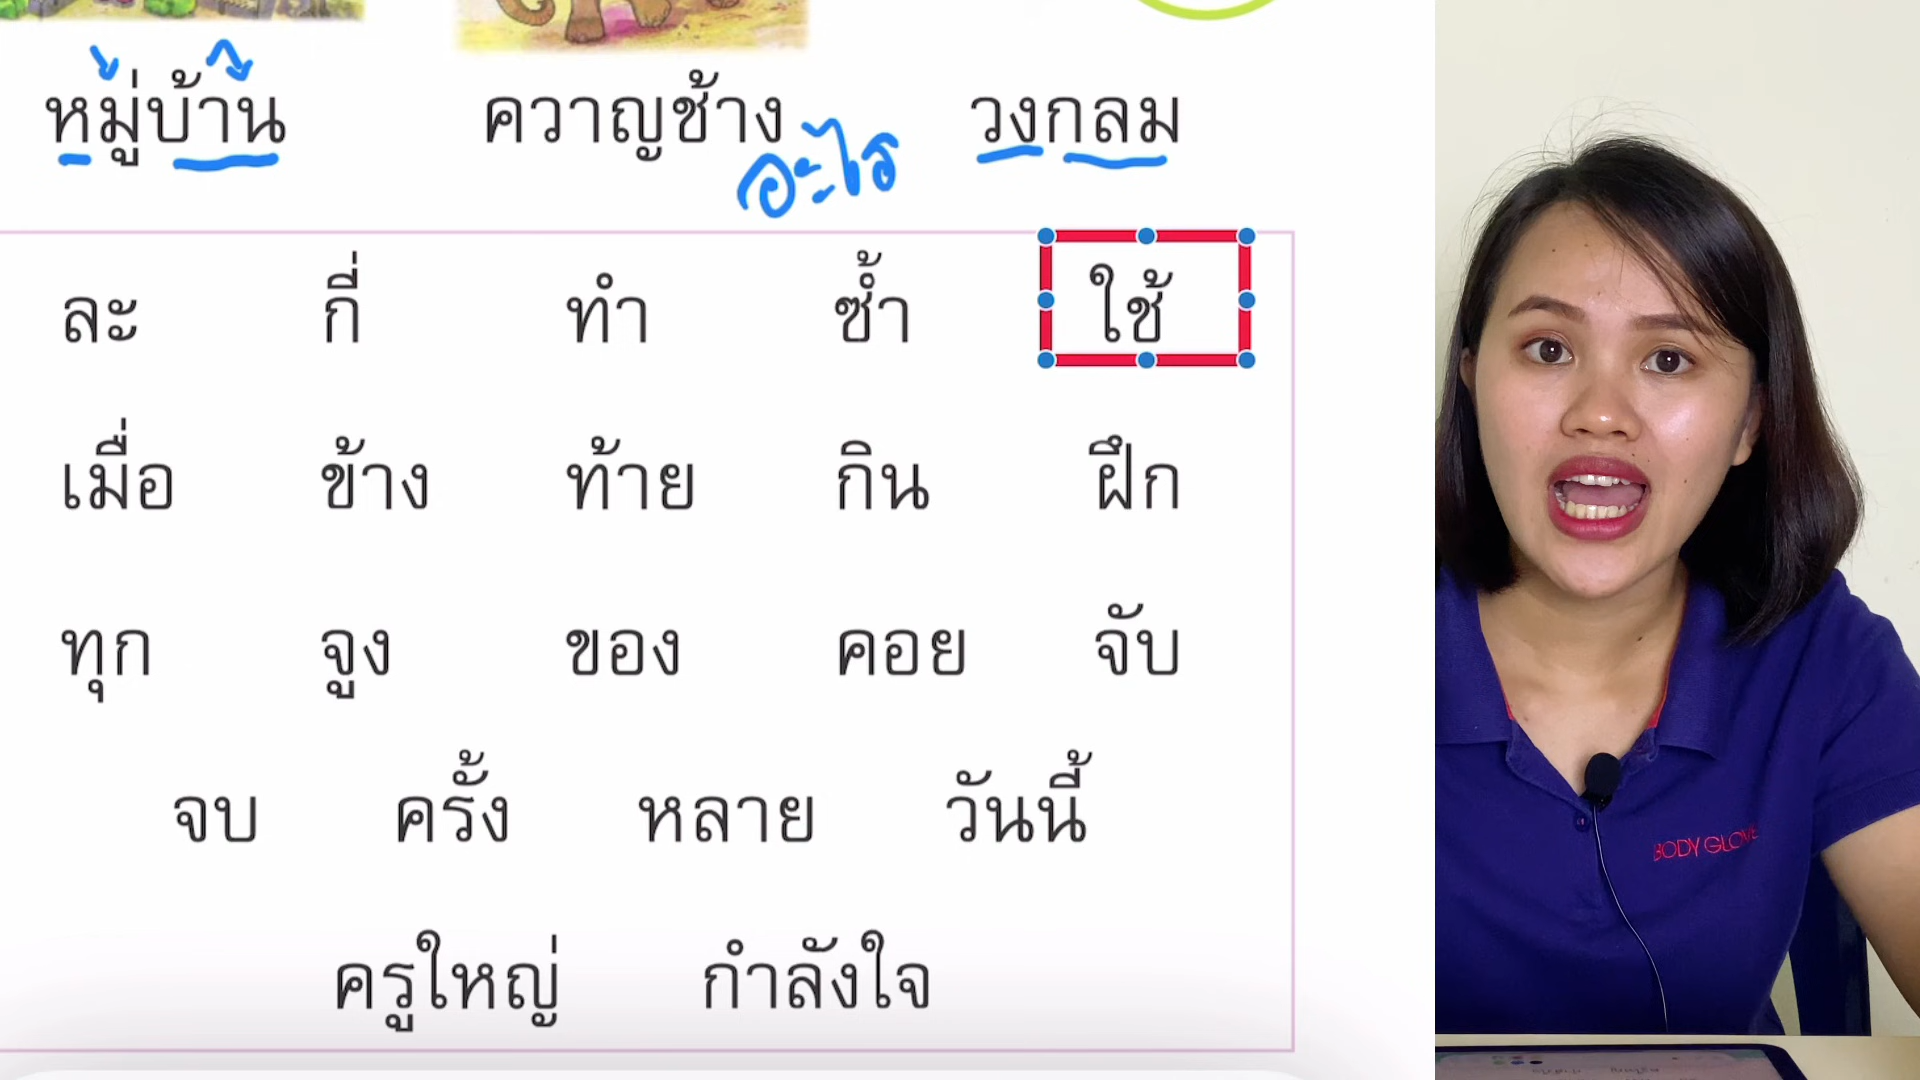 หมู่บ้าน ควาญช้าง วงกลม
อะไร
ละ กี่ ทำ ซ้ำ ใช้
เมื่อ ข้าง ท้าย กิน ฝึก
ทุก จูง ของ คอย จับ
จบ ครั้ง หลาย วันนี้
ครูใหญ่ กำลังใจ
BODY GLOVE